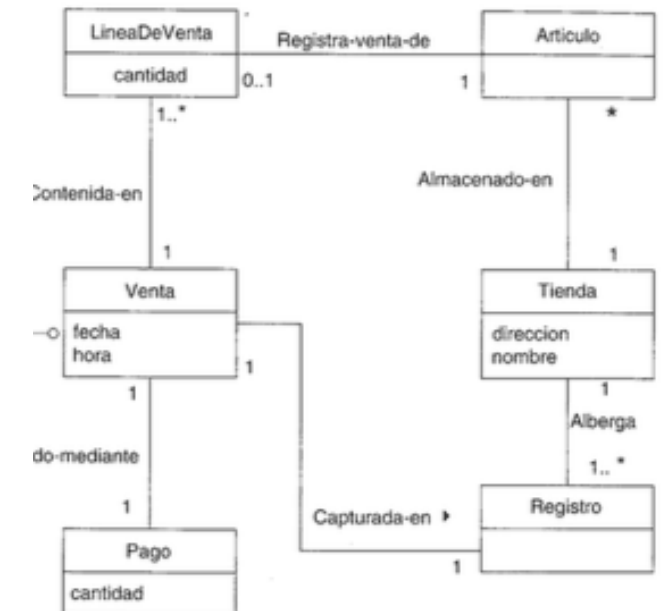 LineaDeVenta
Registra-venta-de
Articulo
cantidad
0..1
1
1..*
*
Contenida-en
Almacenado-en
1
1
Venta
Tienda
fecha
hora
direccion
nombre
1
1
1
Alberga
do-mediante
1.. *
1
Capturada-en
Registro
1
Pago
cantidad